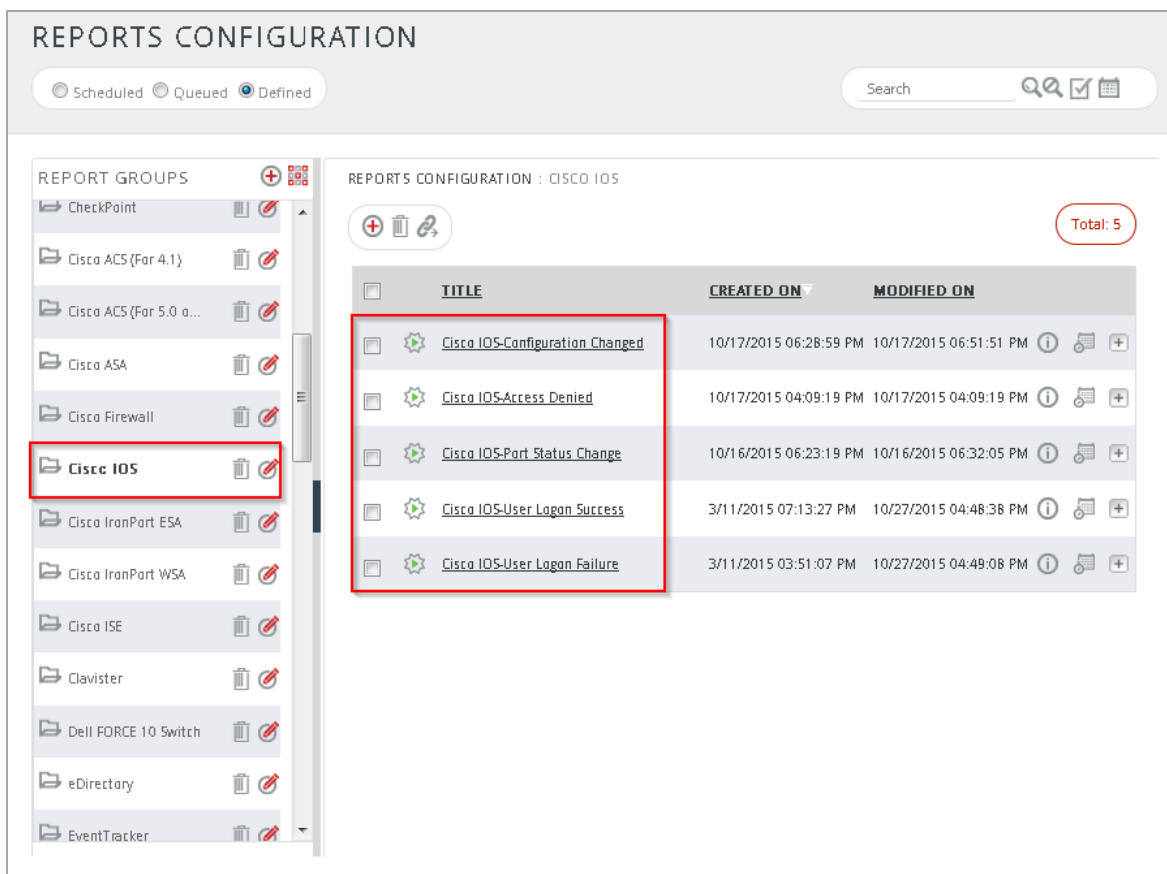 REPORTS CONFIGURATION
Scheduled Queued Defined
Search
REPORT GROUPS
CheckPoint
Cisco ACS (For 4.1)
Cisco ACS (For 5.0 a...
Cisco ASA
Cisco Firewall
Cisco IOS
Cisco IronPort ESA
Cisco IronPort WSA
Cisco ISE
Clavister
Dell FORCE 10 Switch
eDirectory
EventTracker
REPORTS CONFIGURATION : CISCO IOS
Total: 5
TITLE CREATED ON MODIFIED ON
Cisco IOS-Configuration Changed 10/17/2015 06:28:59 PM 10/17/2015 06:51:51 PM
Cisco IOS-Access Denied 10/17/2015 04:09:19 PM 10/17/2015 04:09:19 PM
Cisco IOS-Port Status Change 10/16/2015 06:23:19 PM 10/16/2015 06:32:05 PM
Cisco IOS-User Logon Success 3/11/2015 07:13:27 PM 10/27/2015 04:48:38 PM
Cisco IOS-User Logon Failure 3/11/2015 03:51:07 PM 10/27/2015 04:49:08 PM